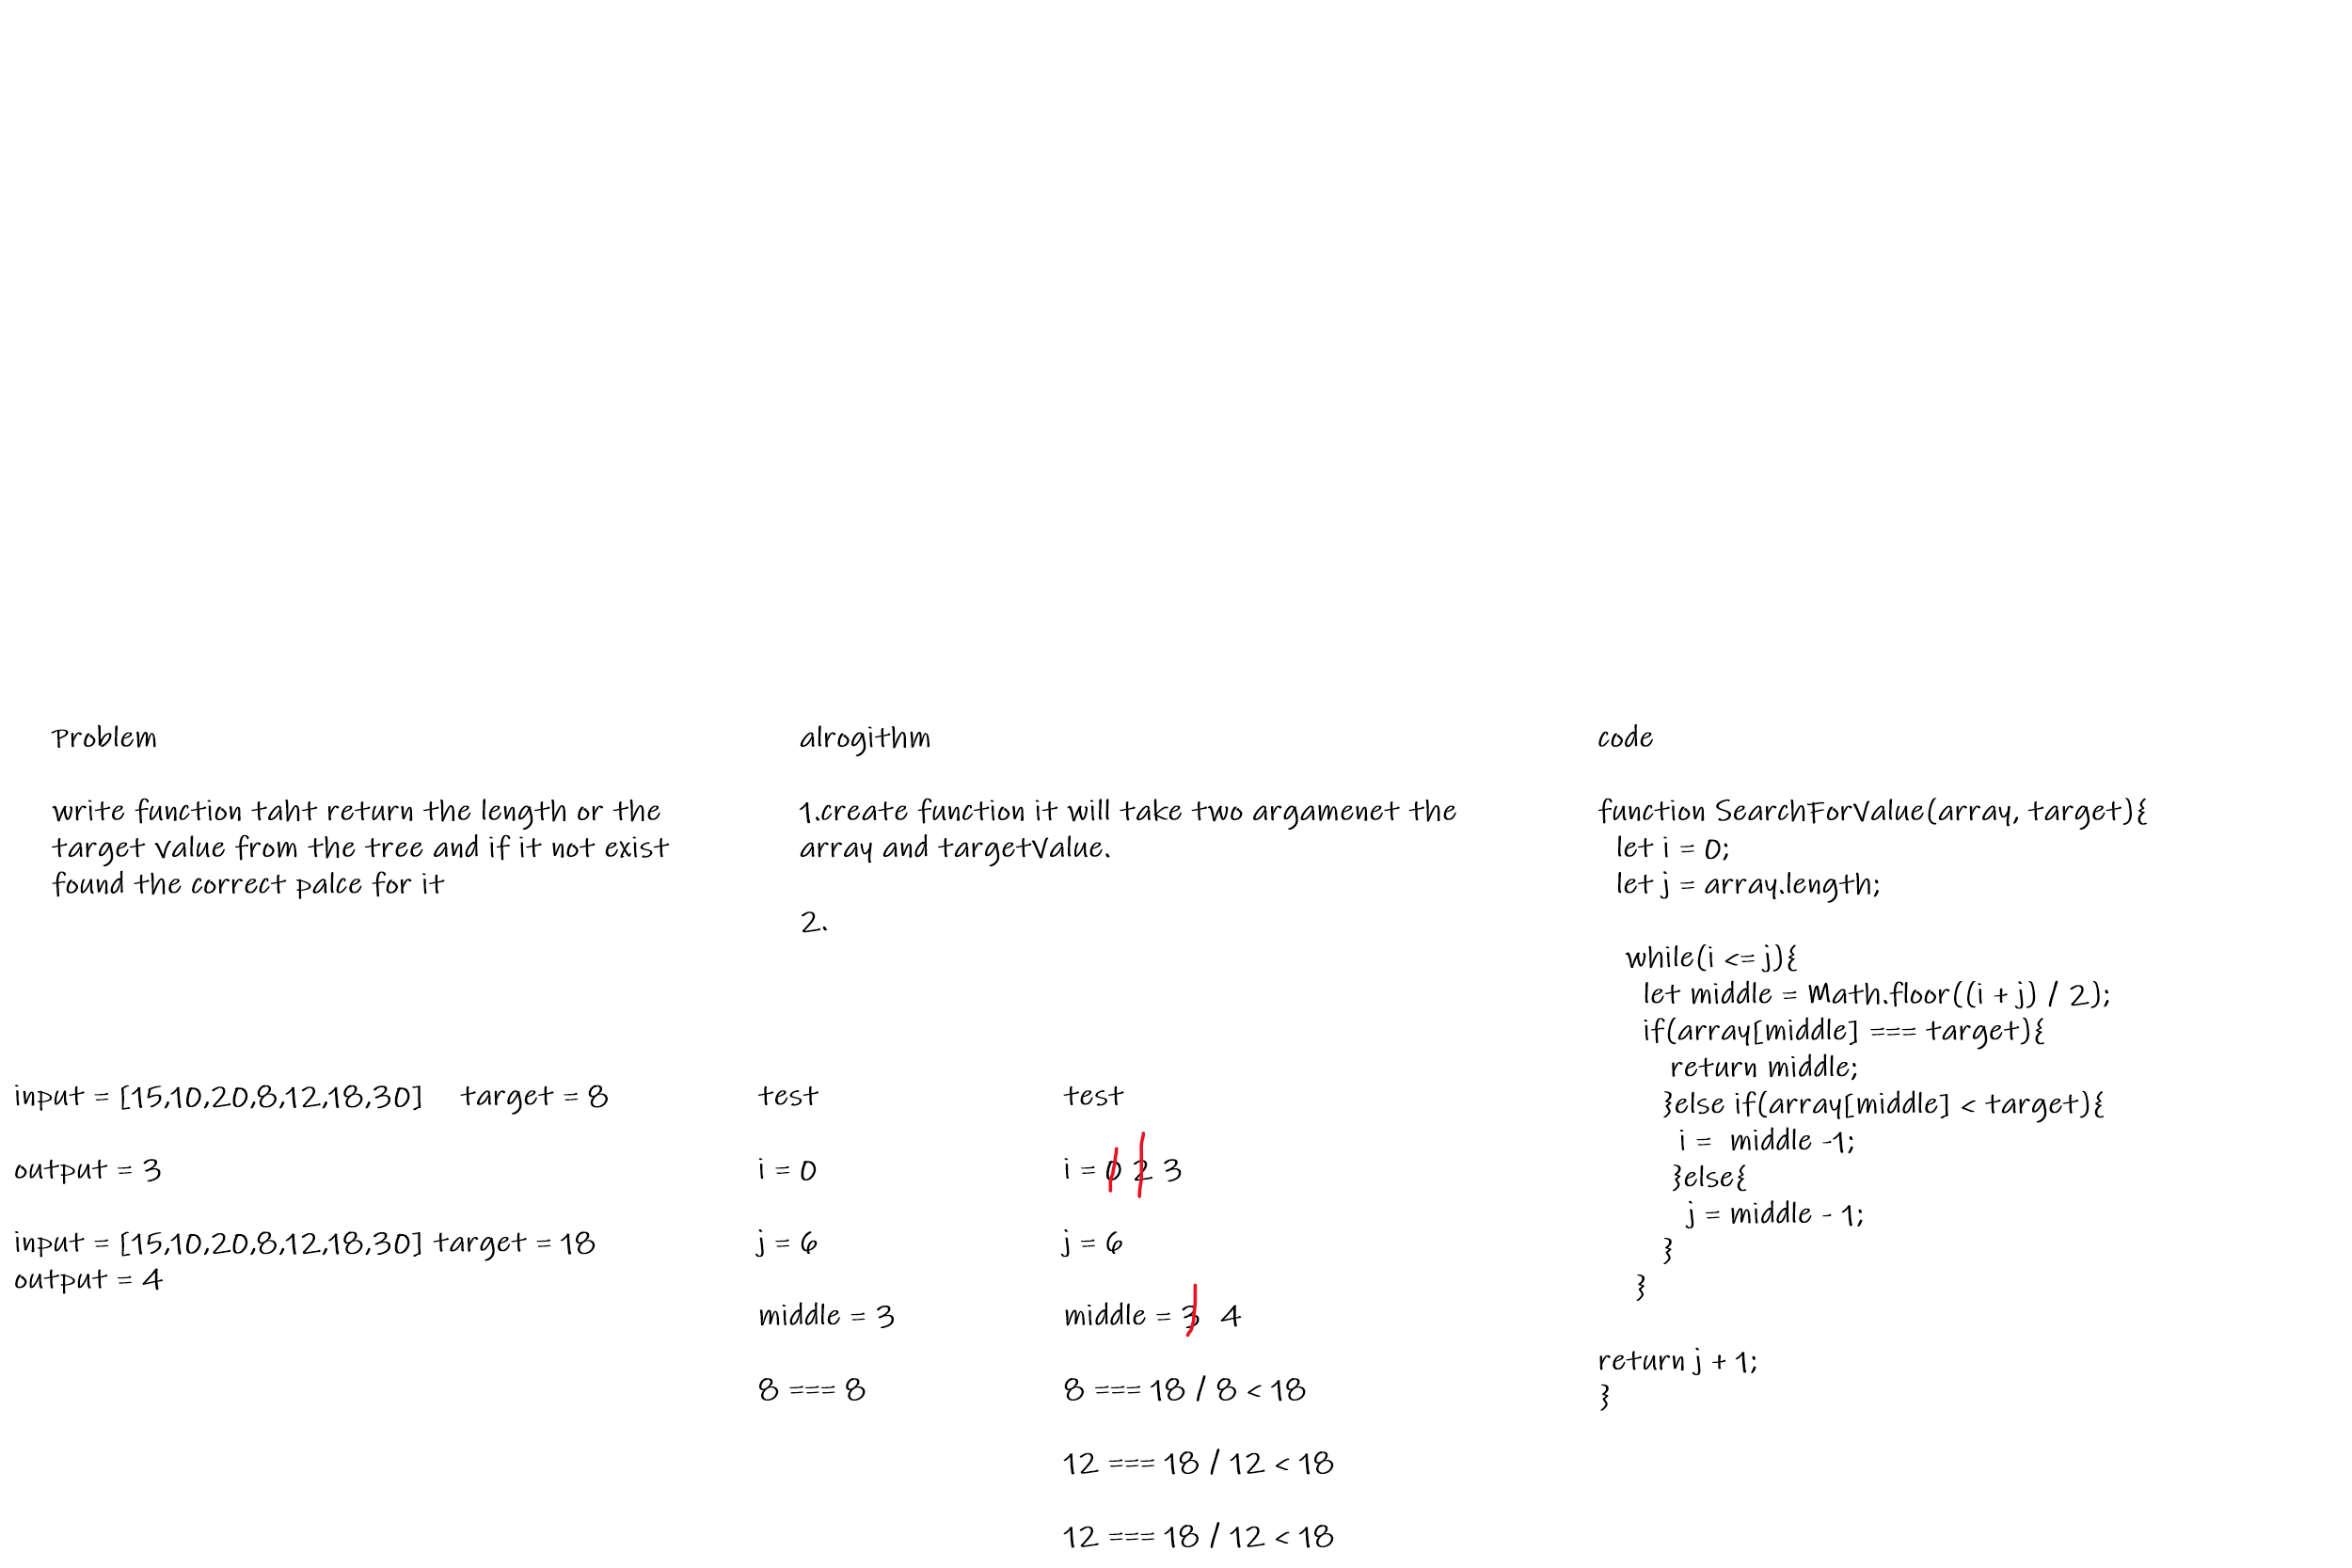 Problem
write function taht return the length or the
target value from the tree and if it not exist
found the correct palce for it
input = [15,10,20,8,12,18,30] target = 8
output = 3
input = [15,10,20,8,12,18,30] target = 18
output = 4
alrogithm
1.create function it will take two argamenet the
array and targetValue.
2.
test
i = 0
j = 6
middle = 3
8 === 8
test
i = 0 2 3
j = 6
middle = 3 4
8 === 18 / 8 < 18
12 === 18 / 12 < 18
12 === 18 / 12 < 18
code
function SearchForValue(array, target){
let i = 0;
let j = array.length;
while(i <= j){
let middle = Math.floor((i + j) / 2);
if(array[middle] === target){
return middle;
}else if(array[middle] < target){
i = middle -1;
}else{
j = middle - 1;
}
}
return j + 1;
}